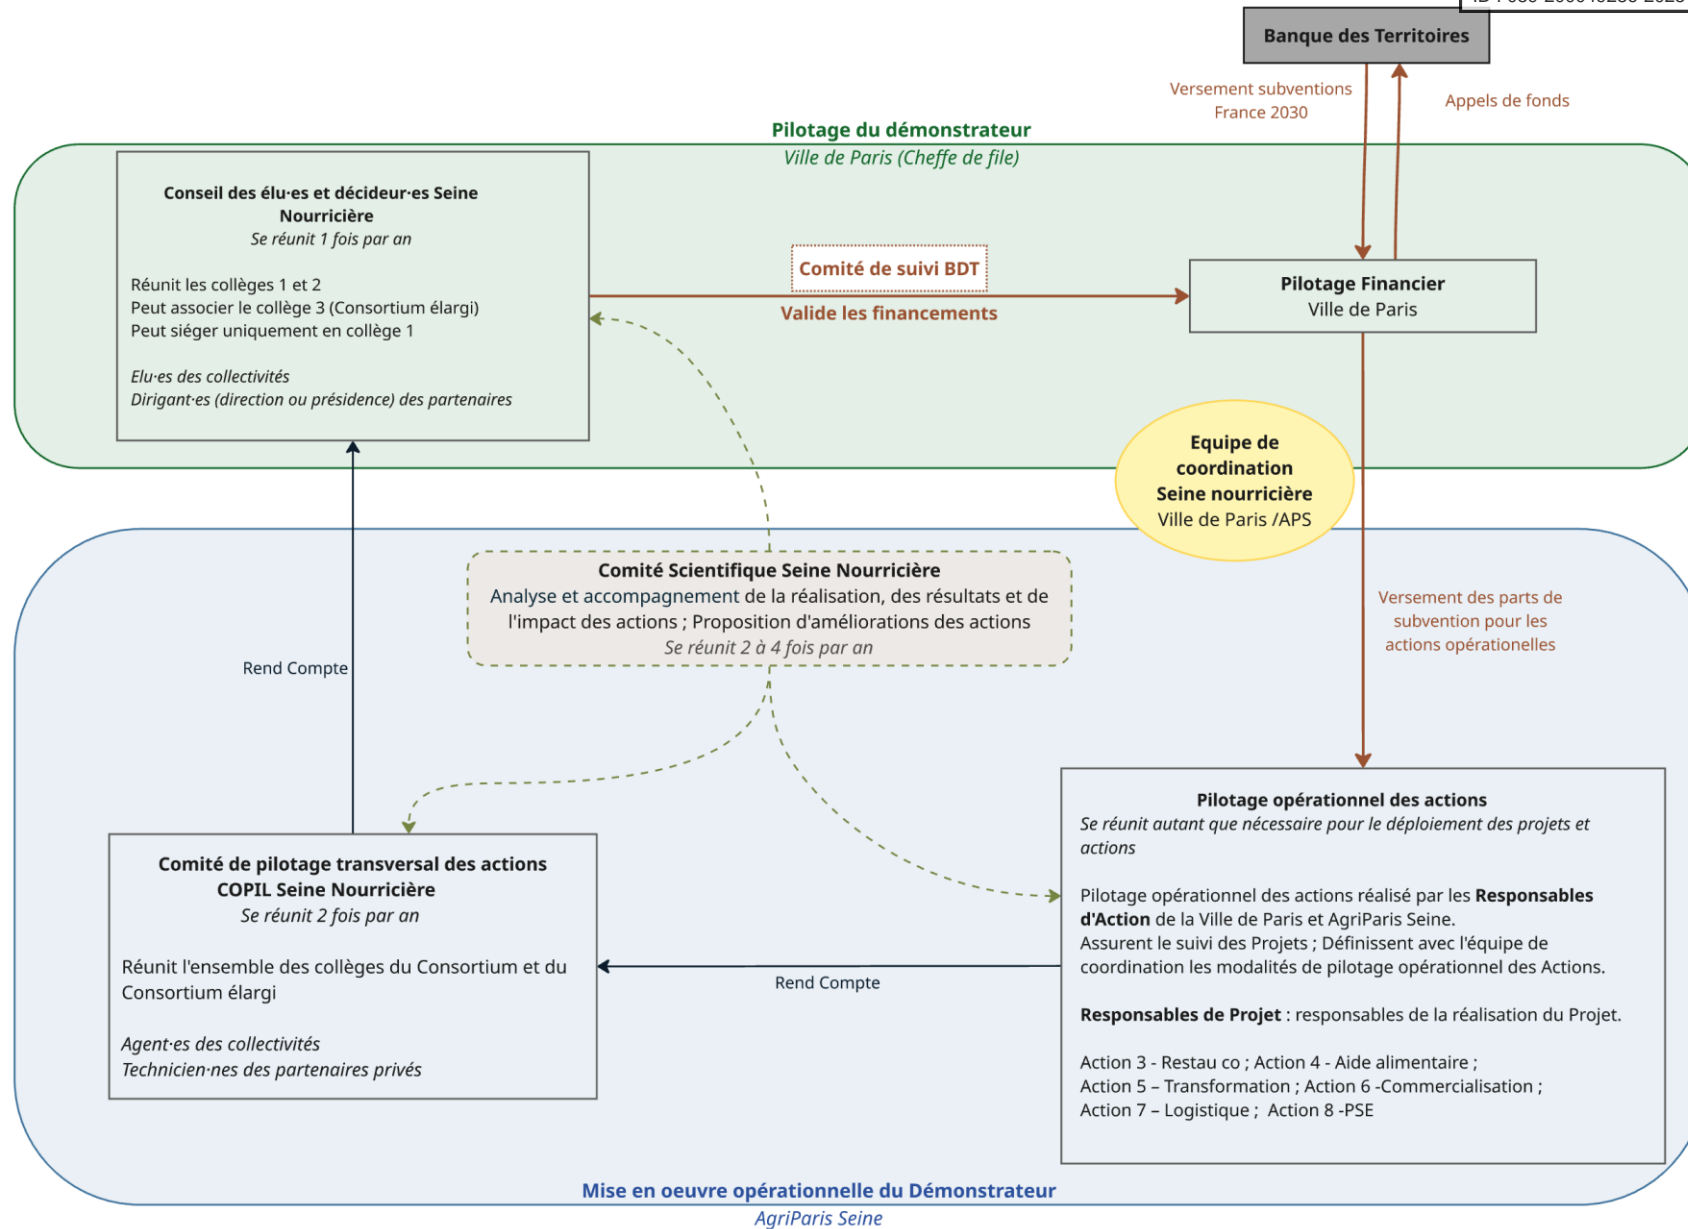 Banque des Territoires
Versement subventions
France 2030
Appels de fonds
Pilotage du démonstrateur
Ville de Paris (Cheffe de file)
Conseil des élu·es et décideur·es Seine
Nourricière
Se réunit 1 fois par an
Réunit les collèges 1 et 2
Peut associer le collège 3 (Consortium élargi)
Peut siéger uniquement en collège 1
Elu·es des collectivités
Dirigant·es (direction ou présidence) des partenaires
Comité de suivi BDT
Valide les financements
Pilotage Financier
Ville de Paris
Equipe de
coordination
Seine nourricière
Ville de Paris /APS
Comité Scientifique Seine Nourricière
Analyse et accompagnement de la réalisation, des résultats et de
l'impact des actions ; Proposition d'améliorations des actions
Se réunit 2 à 4 fois par an
Rend Compte
Versement des parts de
subvention pour les
actions opérationelles
Comité de pilotage transversal des actions
COPIL Seine Nourricière
Se réunit 2 fois par an
Réunit l'ensemble des collèges du Consortium et du
Consortium élargi
Agent·es des collectivités
Technicien·nes des partenaires privés
Rend Compte
Pilotage opérationnel des actions
Se réunit autant que nécessaire pour le déploiement des projets et
actions
Pilotage opérationnel des actions réalisé par les Responsables
d'Action de la Ville de Paris et AgriParis Seine.
Assurent le suivi des Projets ; Définissent avec l'équipe de
coordination les modalités de pilotage opérationnel des Actions.
Responsables de Projet : responsables de la réalisation du Projet.
Action 3 - Restau co ; Action 4 - Aide alimentaire ;
Action 5 – Transformation ; Action 6 -Commercialisation ;
Action 7 – Logistique ; Action 8 -PSE
Mise en oeuvre opérationnelle du Démonstrateur
AgriParis Seine